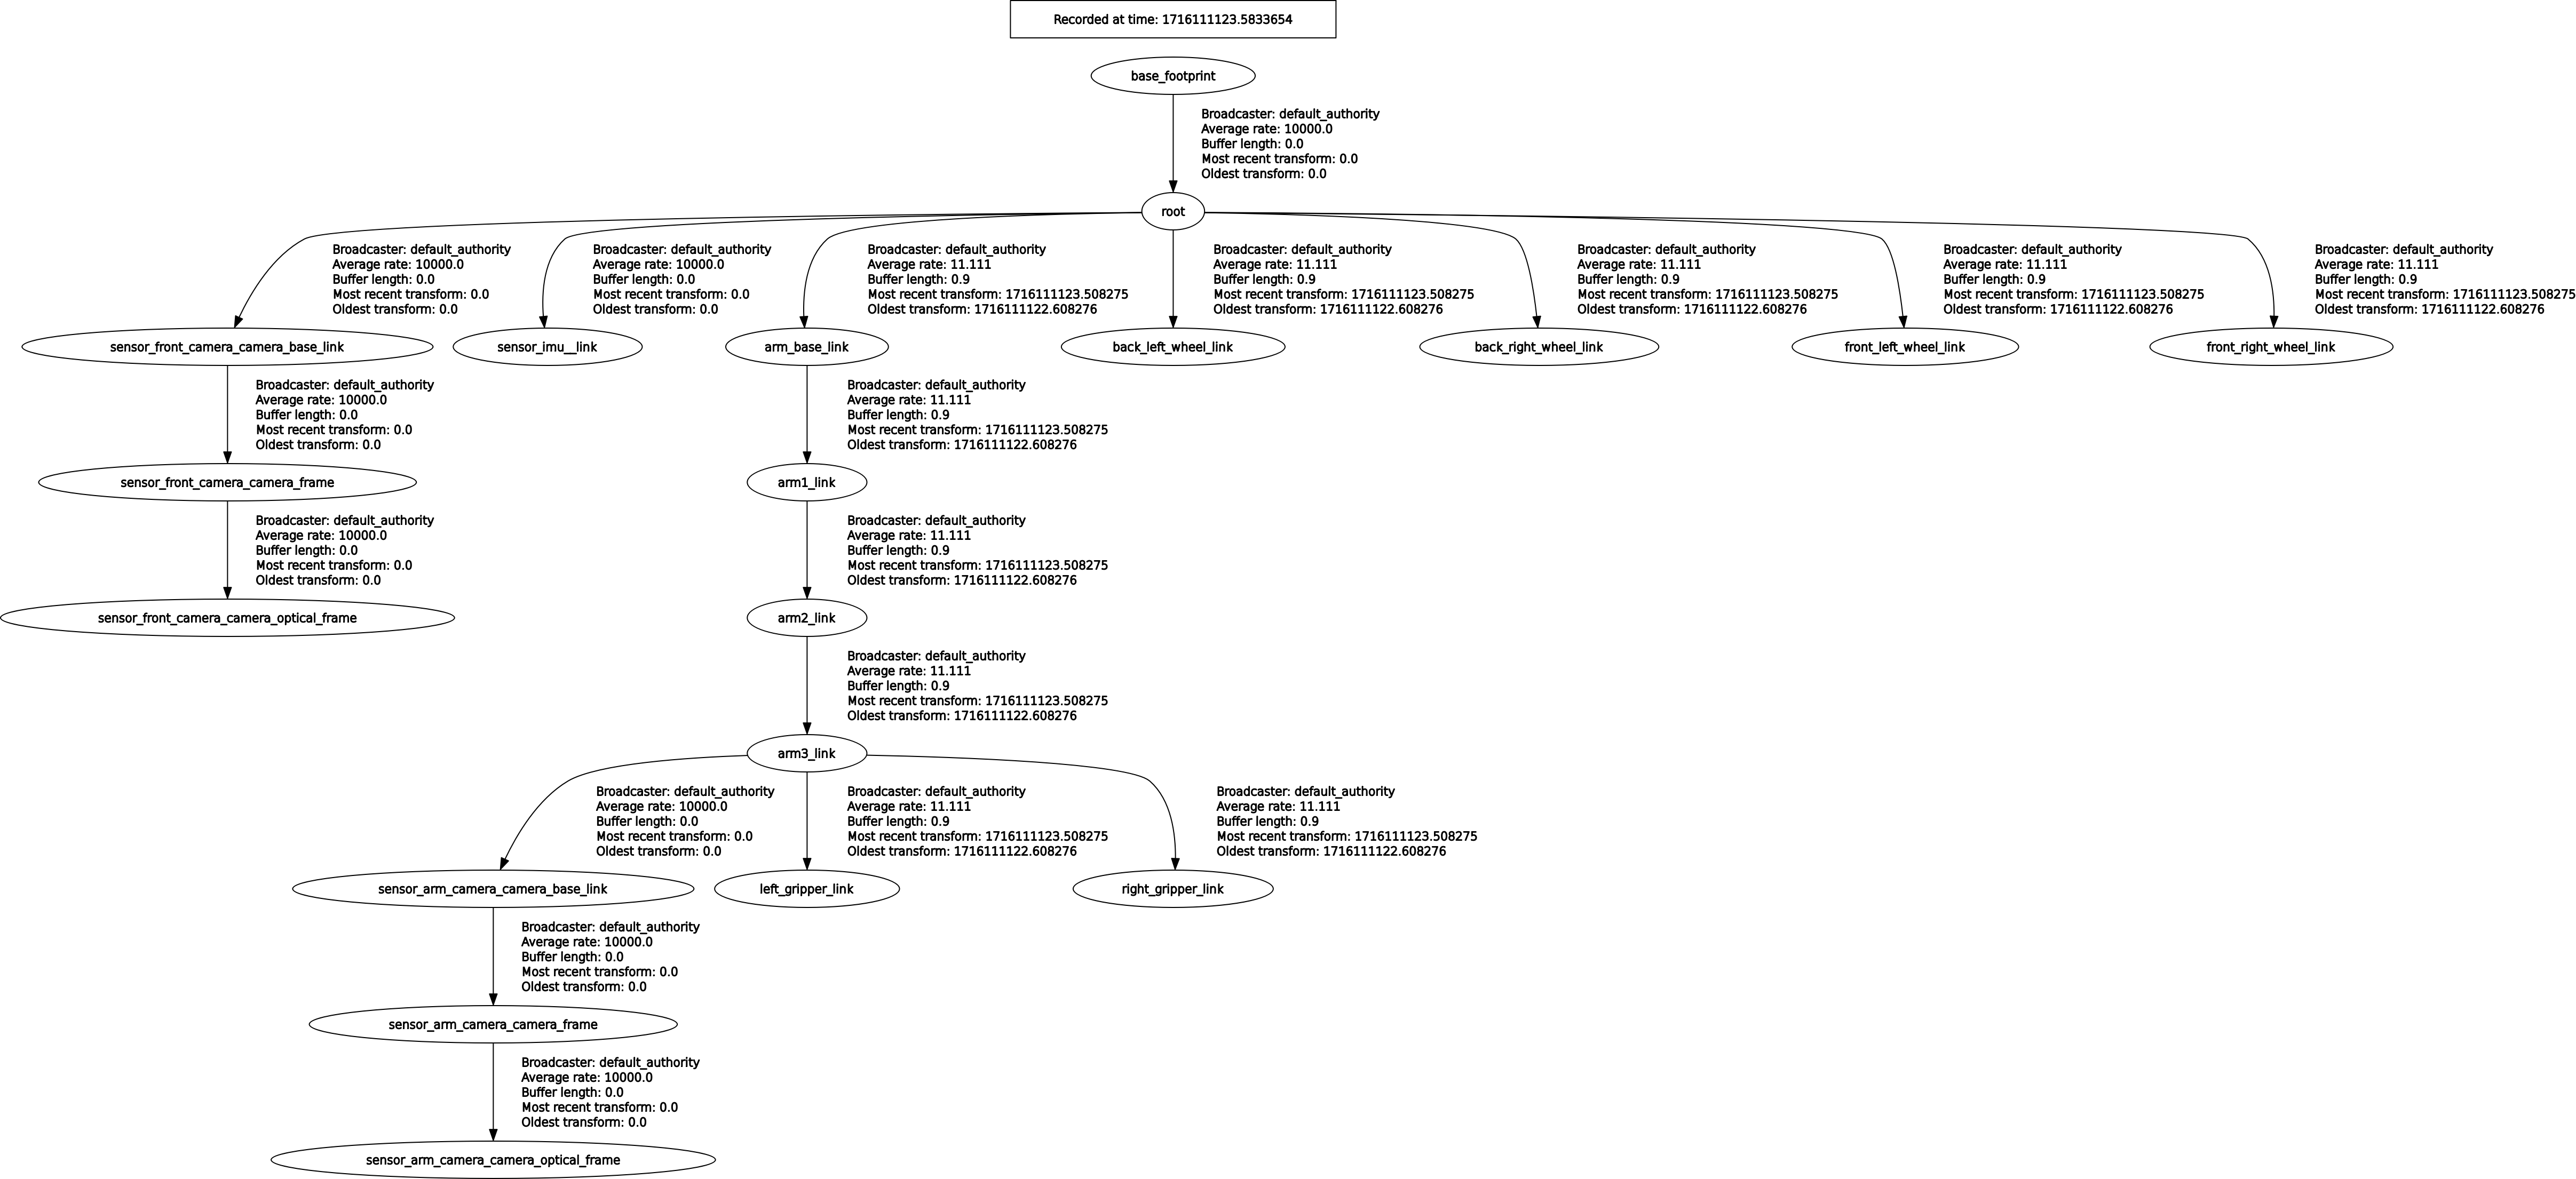 Recorded at time: 1716111123.5833654
base_footprint
Broadcaster: default_authority
Average rate: 10000.0
Buffer length: 0.0
Most recent transform: 0.0
Oldest transform: 0.0
root
Broadcaster: default_authority
Average rate: 10000.0
Buffer length: 0.0
Most recent transform: 0.0
Oldest transform: 0.0
Broadcaster: default_authority
Average rate: 10000.0
Buffer length: 0.0
Most recent transform: 0.0
Oldest transform: 0.0
Broadcaster: default_authority
Average rate: 11.111
Buffer length: 0.9
Most recent transform: 1716111123.508275
Oldest transform: 1716111122.608276
Broadcaster: default_authority
Average rate: 11.111
Buffer length: 0.9
Most recent transform: 1716111123.508275
Oldest transform: 1716111122.608276
Broadcaster: default_authority
Average rate: 11.111
Buffer length: 0.9
Most recent transform: 1716111123.508275
Oldest transform: 1716111122.608276
Broadcaster: default_authority
Average rate: 11.111
Buffer length: 0.9
Most recent transform: 1716111123.508275
Oldest transform: 1716111122.608276
Broadcaster: default_authority
Average rate: 11.111
Buffer length: 0.9
Most recent transform: 1716111123.508275
Oldest transform: 1716111122.608276
sensor_front_camera_camera_base_link
sensor_imu__link
arm_base_link
back_left_wheel_link
back_right_wheel_link
front_left_wheel_link
front_right_wheel_link
Broadcaster: default_authority
Average rate: 10000.0
Buffer length: 0.0
Most recent transform: 0.0
Oldest transform: 0.0
Broadcaster: default_authority
Average rate: 11.111
Buffer length: 0.9
Most recent transform: 1716111123.508275
Oldest transform: 1716111122.608276
sensor_front_camera_camera_frame
arm1_link
Broadcaster: default_authority
Average rate: 10000.0
Buffer length: 0.0
Most recent transform: 0.0
Oldest transform: 0.0
Broadcaster: default_authority
Average rate: 11.111
Buffer length: 0.9
Most recent transform: 1716111123.508275
Oldest transform: 1716111122.608276
sensor_front_camera_camera_optical_frame
arm2_link
Broadcaster: default_authority
Average rate: 11.111
Buffer length: 0.9
Most recent transform: 1716111123.508275
Oldest transform: 1716111122.608276
arm3_link
Broadcaster: default_authority
Average rate: 10000.0
Buffer length: 0.0
Most recent transform: 0.0
Oldest transform: 0.0
Broadcaster: default_authority
Average rate: 11.111
Buffer length: 0.9
Most recent transform: 1716111123.508275
Oldest transform: 1716111122.608276
Broadcaster: default_authority
Average rate: 11.111
Buffer length: 0.9
Most recent transform: 1716111123.508275
Oldest transform: 1716111122.608276
sensor_arm_camera_camera_base_link
left_gripper_link
right_gripper_link
Broadcaster: default_authority
Average rate: 10000.0
Buffer length: 0.0
Most recent transform: 0.0
Oldest transform: 0.0
sensor_arm_camera_camera_frame
Broadcaster: default_authority
Average rate: 10000.0
Buffer length: 0.0
Most recent transform: 0.0
Oldest transform: 0.0
sensor_arm_camera_camera_optical_frame